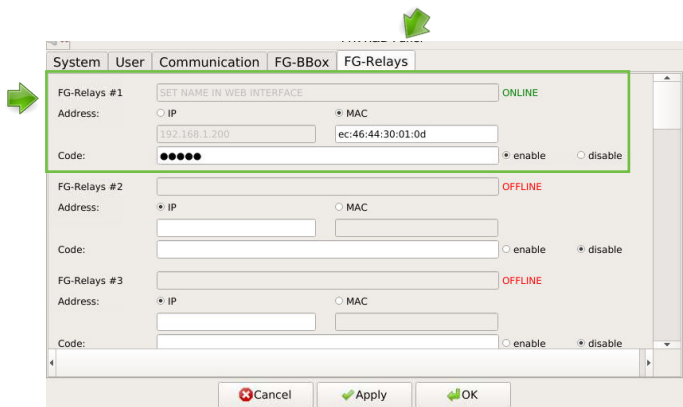 System User Communication FG-BBox FG-Relays
FG-Relays #1 SET NAME IN WEB INTERFACE ONLINE
Address: IP MAC
192.168.1.200 ec:46:44:30:01:0d
Code: ●●●●● enable disable
FG-Relays #2 OFFLINE
Address: IP MAC
Code: enable disable
FG-Relays #3 OFFLINE
Address: IP MAC
Code: enable disable
Cancel Apply OK